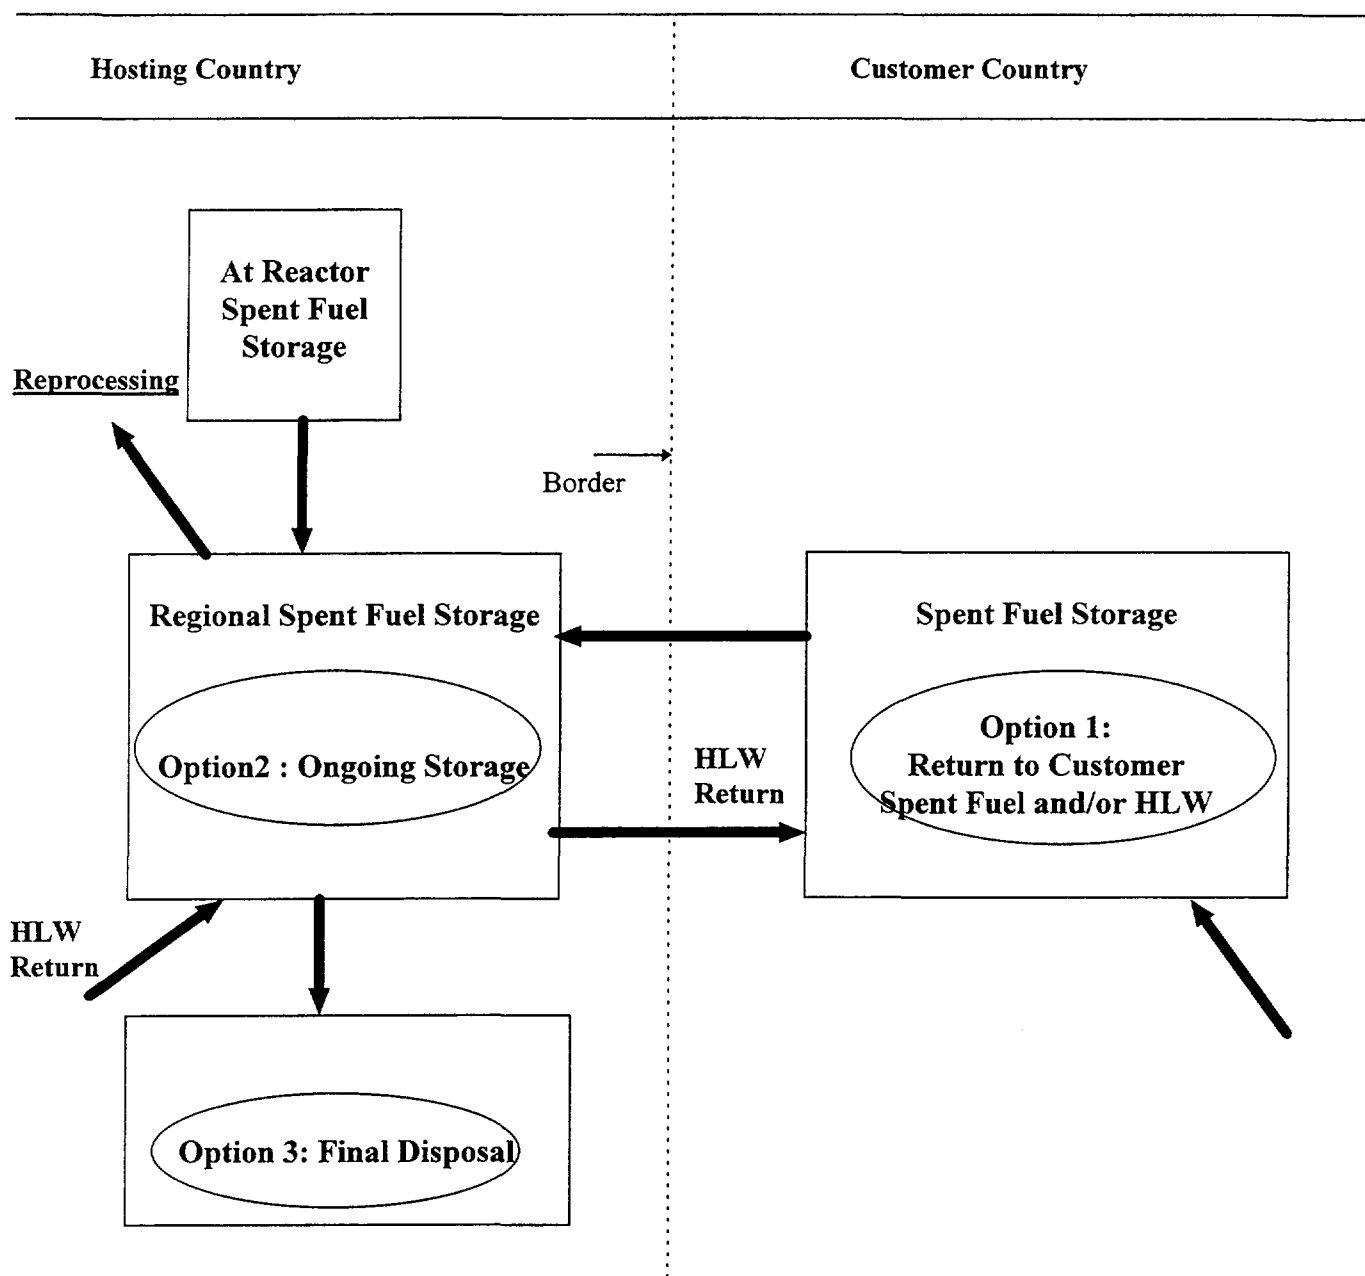 Hosting Country
Customer Country
At Reactor
Spent Fuel
Storage
Reprocessing
Border
Regional Spent Fuel Storage
Spent Fuel Storage
Option2 : Ongoing Storage
Option 1:
Return to Customer
Spent Fuel and/or HLW
HLW
Return
HLW
Return
Option 3: Final Disposal